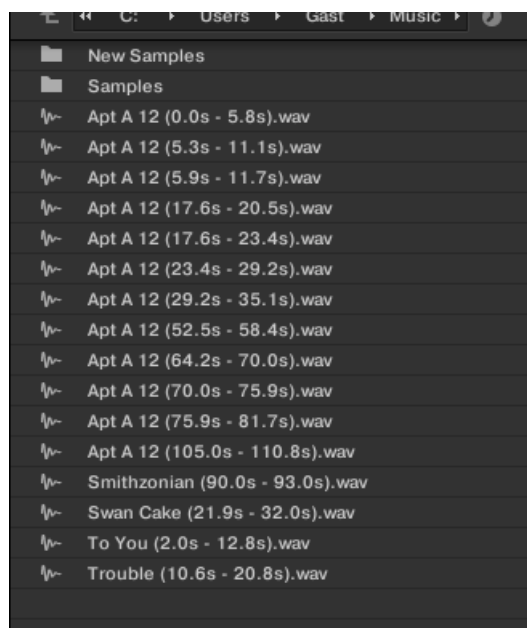 C: Users Gast Music
New Samples
Samples
Apt A 12 (0.0s - 5.8s).wav
Apt A 12 (5.3s - 11.1s).wav
Apt A 12 (5.9s - 11.7s).wav
Apt A 12 (17.6s - 20.5s).wav
Apt A 12 (17.6s - 23.4s).wav
Apt A 12 (23.4s - 29.2s).wav
Apt A 12 (29.2s - 35.1s).wav
Apt A 12 (52.5s - 58.4s).wav
Apt A 12 (64.2s - 70.0s).wav
Apt A 12 (70.0s - 75.9s).wav
Apt A 12 (75.9s - 81.7s).wav
Apt A 12 (105.0s - 110.8s).wav
Smithzonian (90.0s - 93.0s).wav
Swan Cake (21.9s - 32.0s).wav
To You (2.0s - 12.8s).wav
Trouble (10.6s - 20.8s).wav